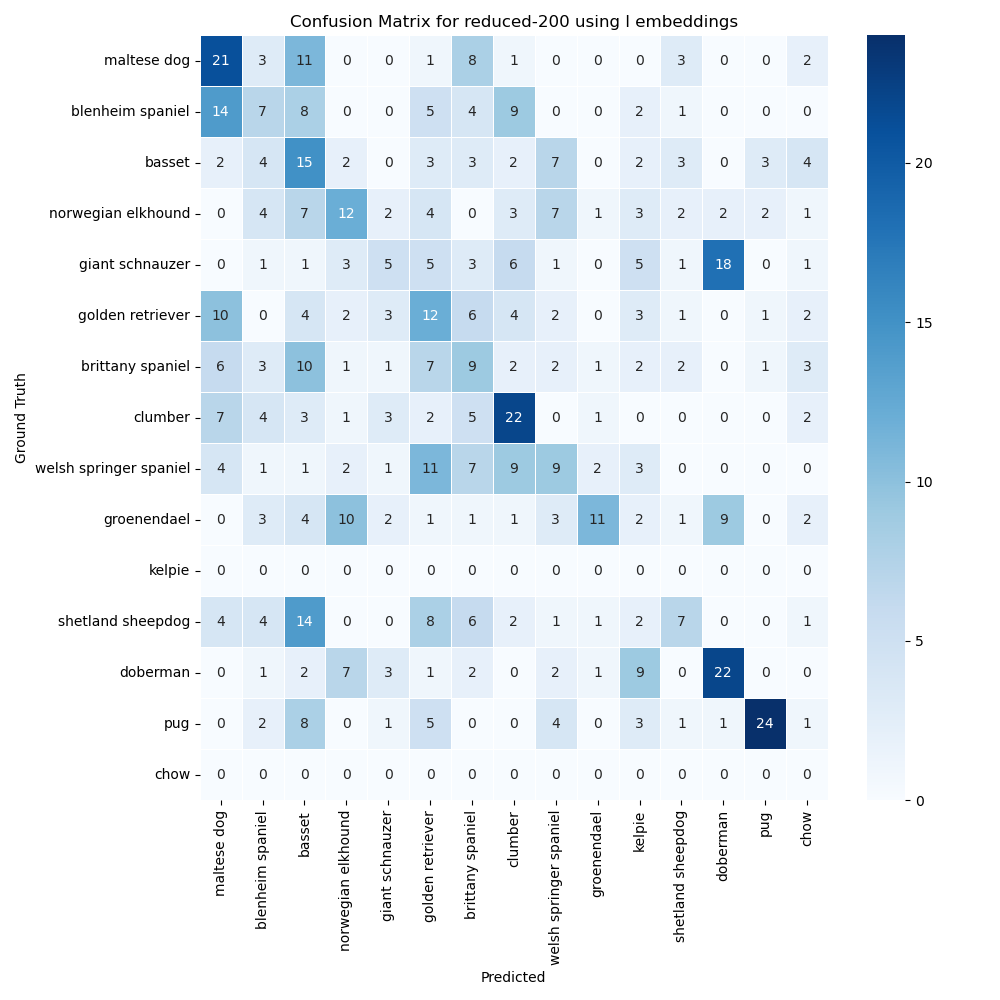 Confusion Matrix for reduced-200 using l embeddings
maltese dog 21 3 11 0 0 1 8 1 0 0 0 3 0 0 2
blenheim spaniel 14 7 8 0 0 5 4 9 0 0 2 1 0 0 0
basset 2 4 15 2 0 3 3 2 7 0 2 3 0 3 4
norwegian elkhound 0 4 7 12 2 4 0 3 7 1 3 2 2 2 1
giant schnauzer 0 1 1 3 5 5 3 6 1 0 5 1 18 0 1
golden retriever 10 0 4 2 3 12 6 4 2 0 3 1 0 1 2
brittany spaniel 6 3 10 1 1 7 9 2 2 1 2 2 0 1 3
clumber 7 4 3 1 3 2 5 22 0 1 0 0 0 0 2
welsh springer spaniel 4 1 1 2 1 11 7 9 9 2 3 0 0 0 0
groenendael 0 3 4 10 2 1 1 1 3 11 2 1 9 0 2
kelpie 0 0 0 0 0 0 0 0 0 0 0 0 0 0 0
shetland sheepdog 4 4 14 0 0 8 6 2 1 1 2 7 0 0 1
doberman 0 1 2 7 3 1 2 0 2 1 9 0 22 0 0
pug 0 2 8 0 1 5 0 0 4 0 3 1 1 24 1
chow 0 0 0 0 0 0 0 0 0 0 0 0 0 0 0
Ground Truth
maltese dog
blenheim spaniel
basset
norwegian elkhound
giant schnauzer
golden retriever
brittany spaniel
clumber
welsh springer spaniel
groenendael
kelpie
shetland sheepdog
doberman
pug
chow
Predicted
20
15
10
5
0